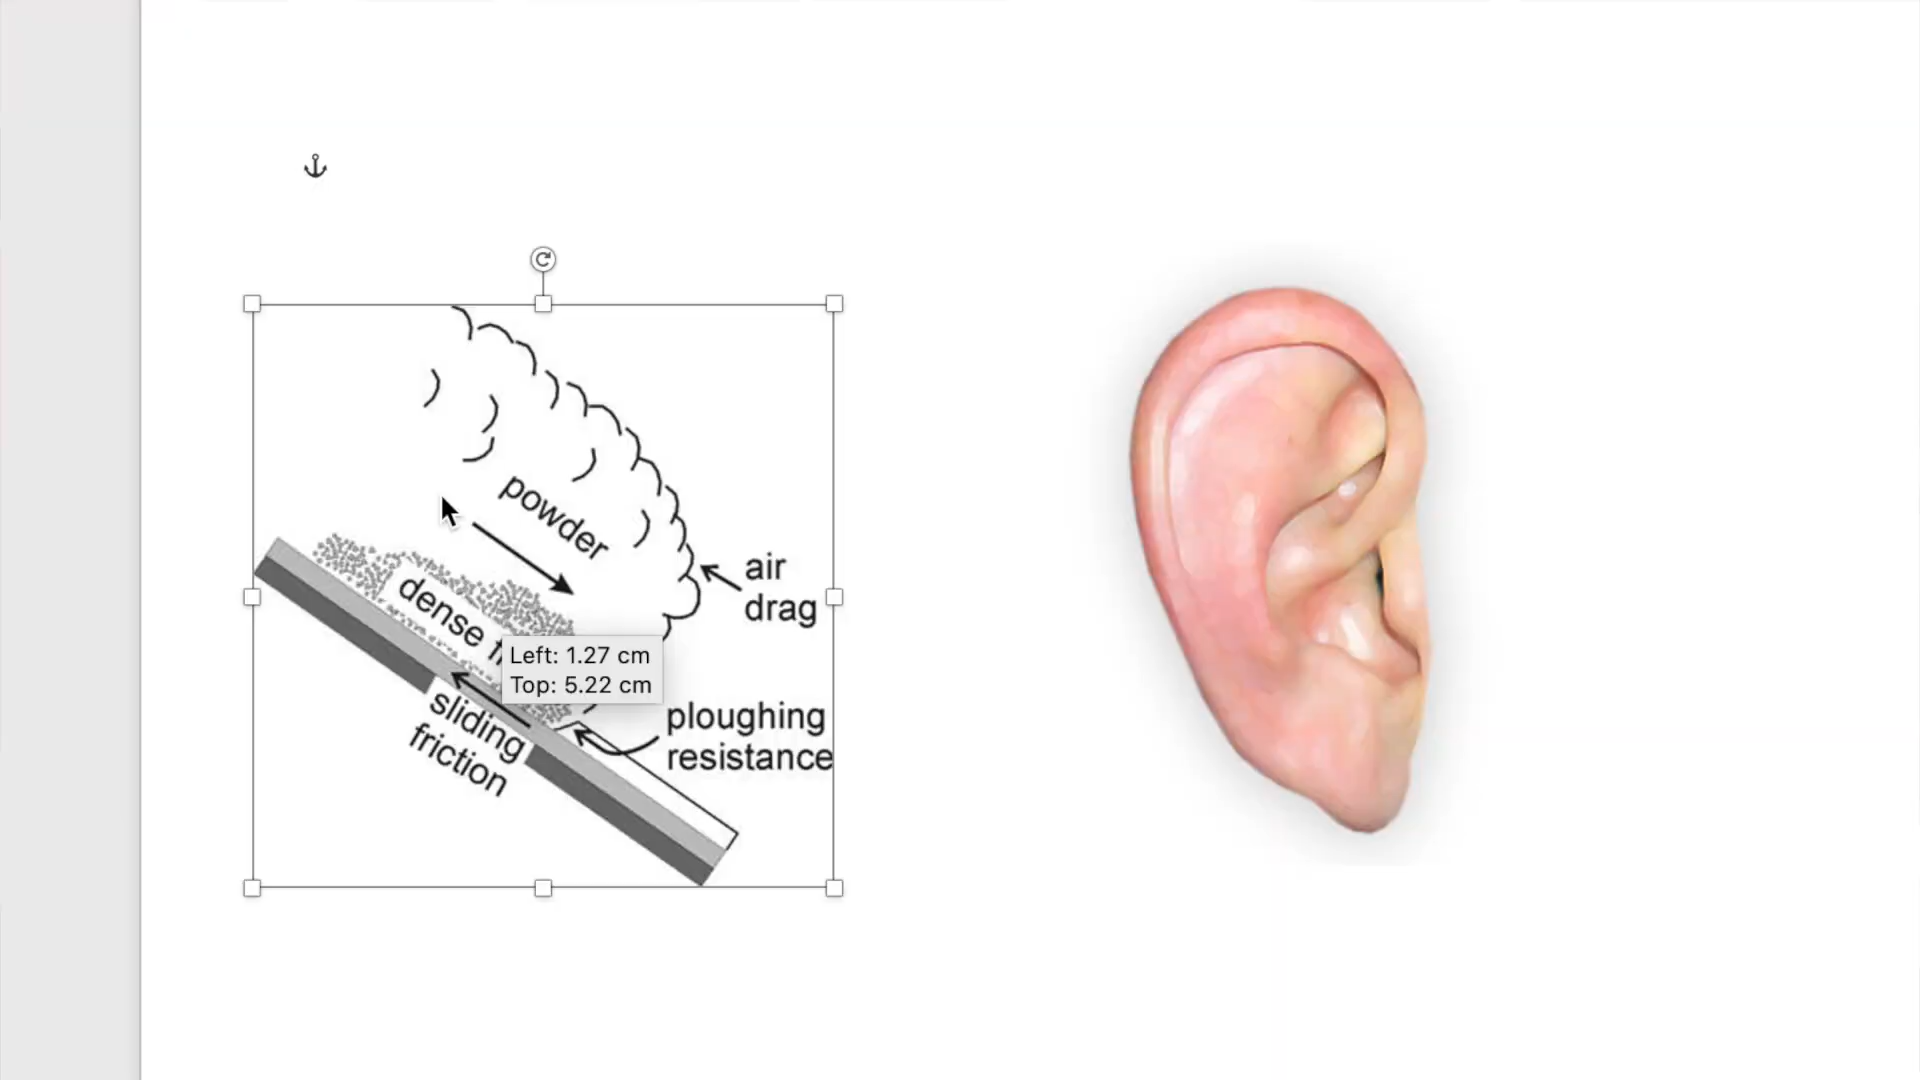 powder
air
drag
dense
Left: 1.27 cm
Top: 5.22 cm
sliding
friction
ploughing
resistance